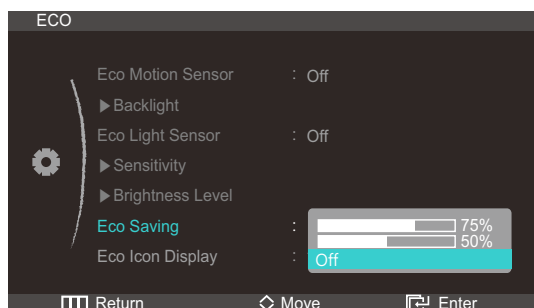 ECO
Eco Motion Sensor : Off
▶Backlight
Eco Light Sensor : Off
▶Sensitivity
▶Brightness Level
Eco Saving : 75%
50%
Eco Icon Display : Off
Return Move Enter